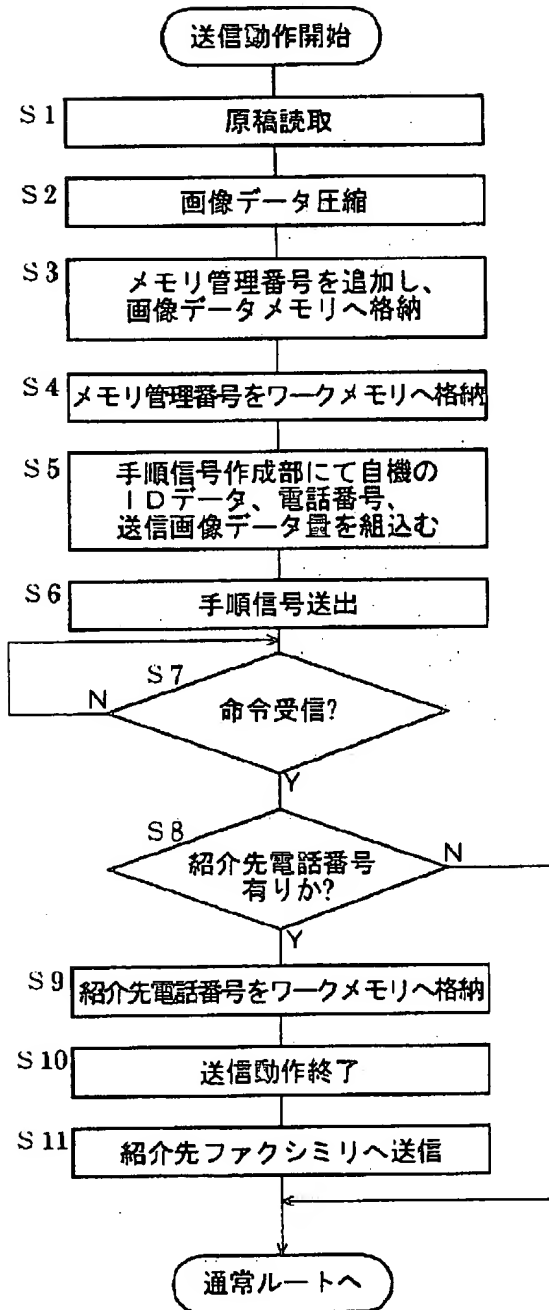 送信動作開始
S1
原稿読取
S2
画像データ圧縮
S3
メモリ管理番号を追加し、
画像データメモリへ格納
S4
メモリ管理番号をワークメモリへ格納
S5
手順信号作成部にて自機の
IDデータ、電話番号、
送信画像データ量を組込む
S6
手順信号送出
S7
N
命令受信?
Y
S8
紹介先電話番号
有りか?
N
Y
S9
紹介先電話番号をワークメモリへ格納
S10
送信動作終了
S11
紹介先ファクシミリへ送信
通常ルートへ